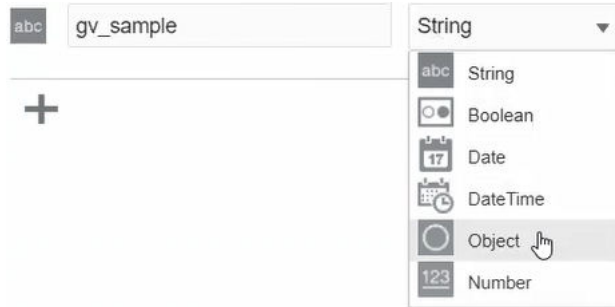 abc gv_sample String
abc String
Boolean
17 Date
DateTime
Object
123 Number